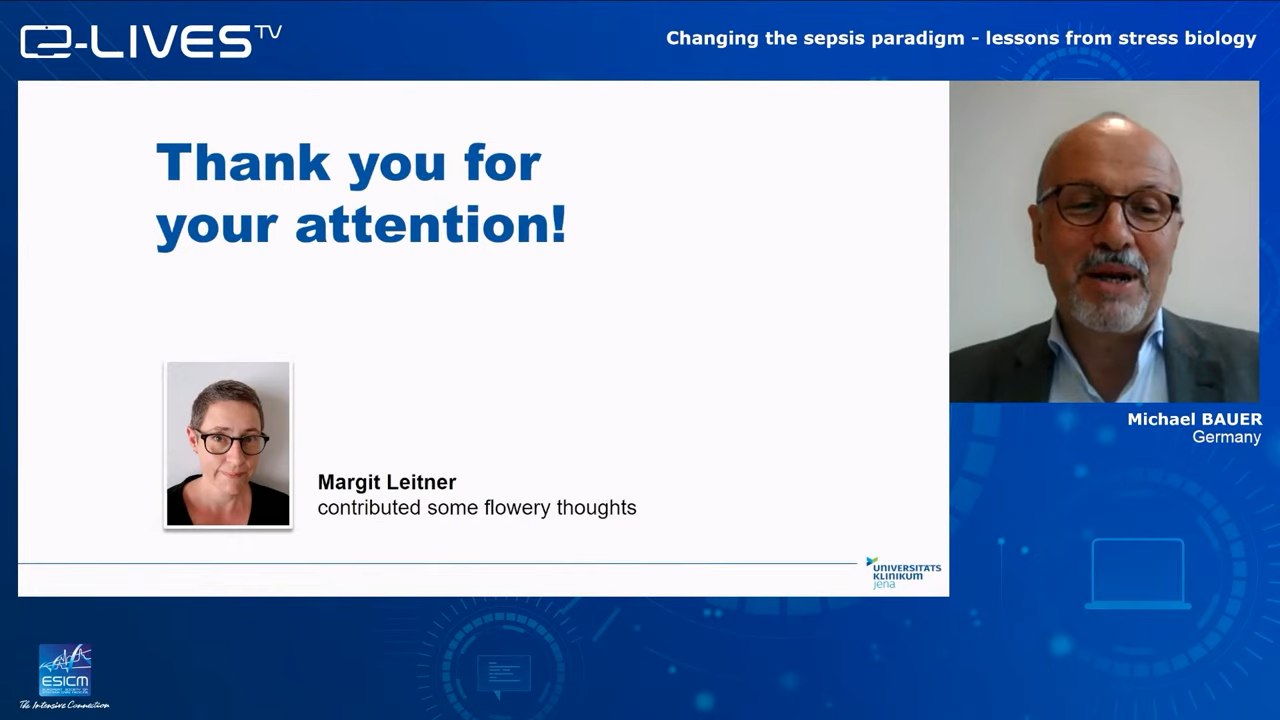 e-LIVES TV
Changing the sepsis paradigm - lessons from stress biology
Thank you for
your attention!
Margit Leitner
contributed some flowery thoughts
UNIVERSITÄTS
KLINIKUM
jena
Michael BAUER
Germany
ESICM
The Intensive Connection